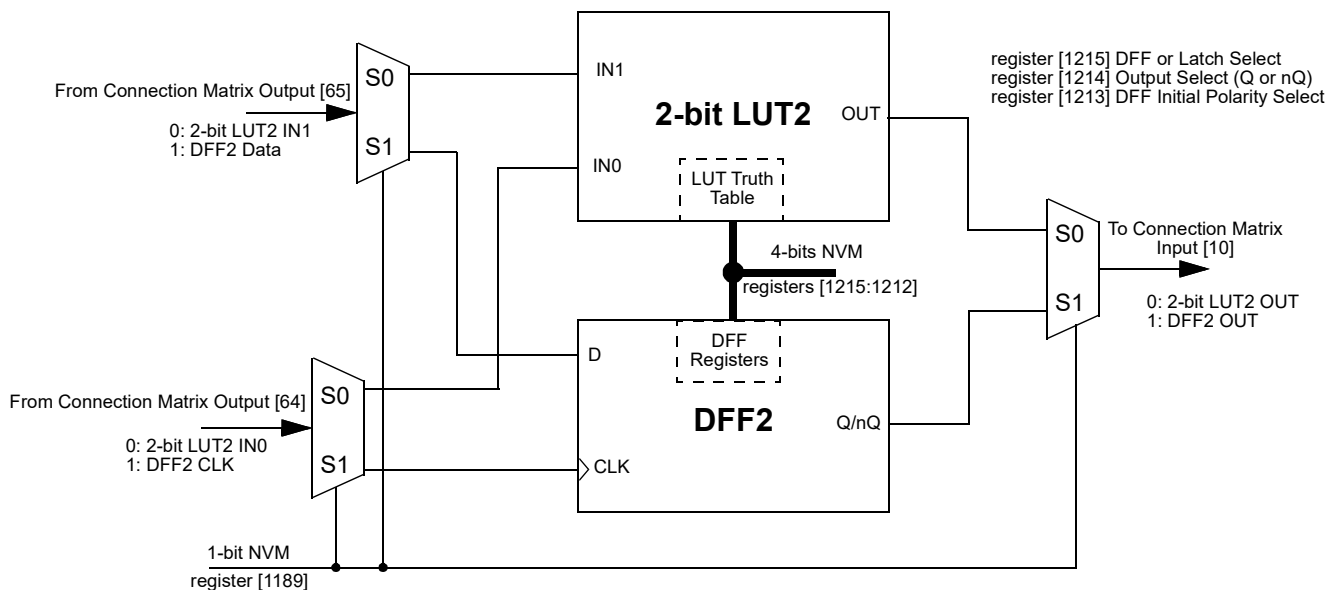 register [1215] DFF or Latch Select
register [1214] Output Select (Q or nQ)
register [1213] DFF Initial Polarity Select
From Connection Matrix Output [65]
0: 2-bit LUT2 IN1
1: DFF2 Data
S0
S1
IN1
2-bit LUT2
OUT
IN0
LUT Truth
Table
4-bits NVM
registers [1215:1212]
S0
S1
To Connection Matrix
Input [10]
0: 2-bit LUT2 OUT
1: DFF2 OUT
DFF
Registers
D
DFF2
Q/nQ
CLK
From Connection Matrix Output [64]
0: 2-bit LUT2 IN0
1: DFF2 CLK
S0
S1
1-bit NVM
register [1189]